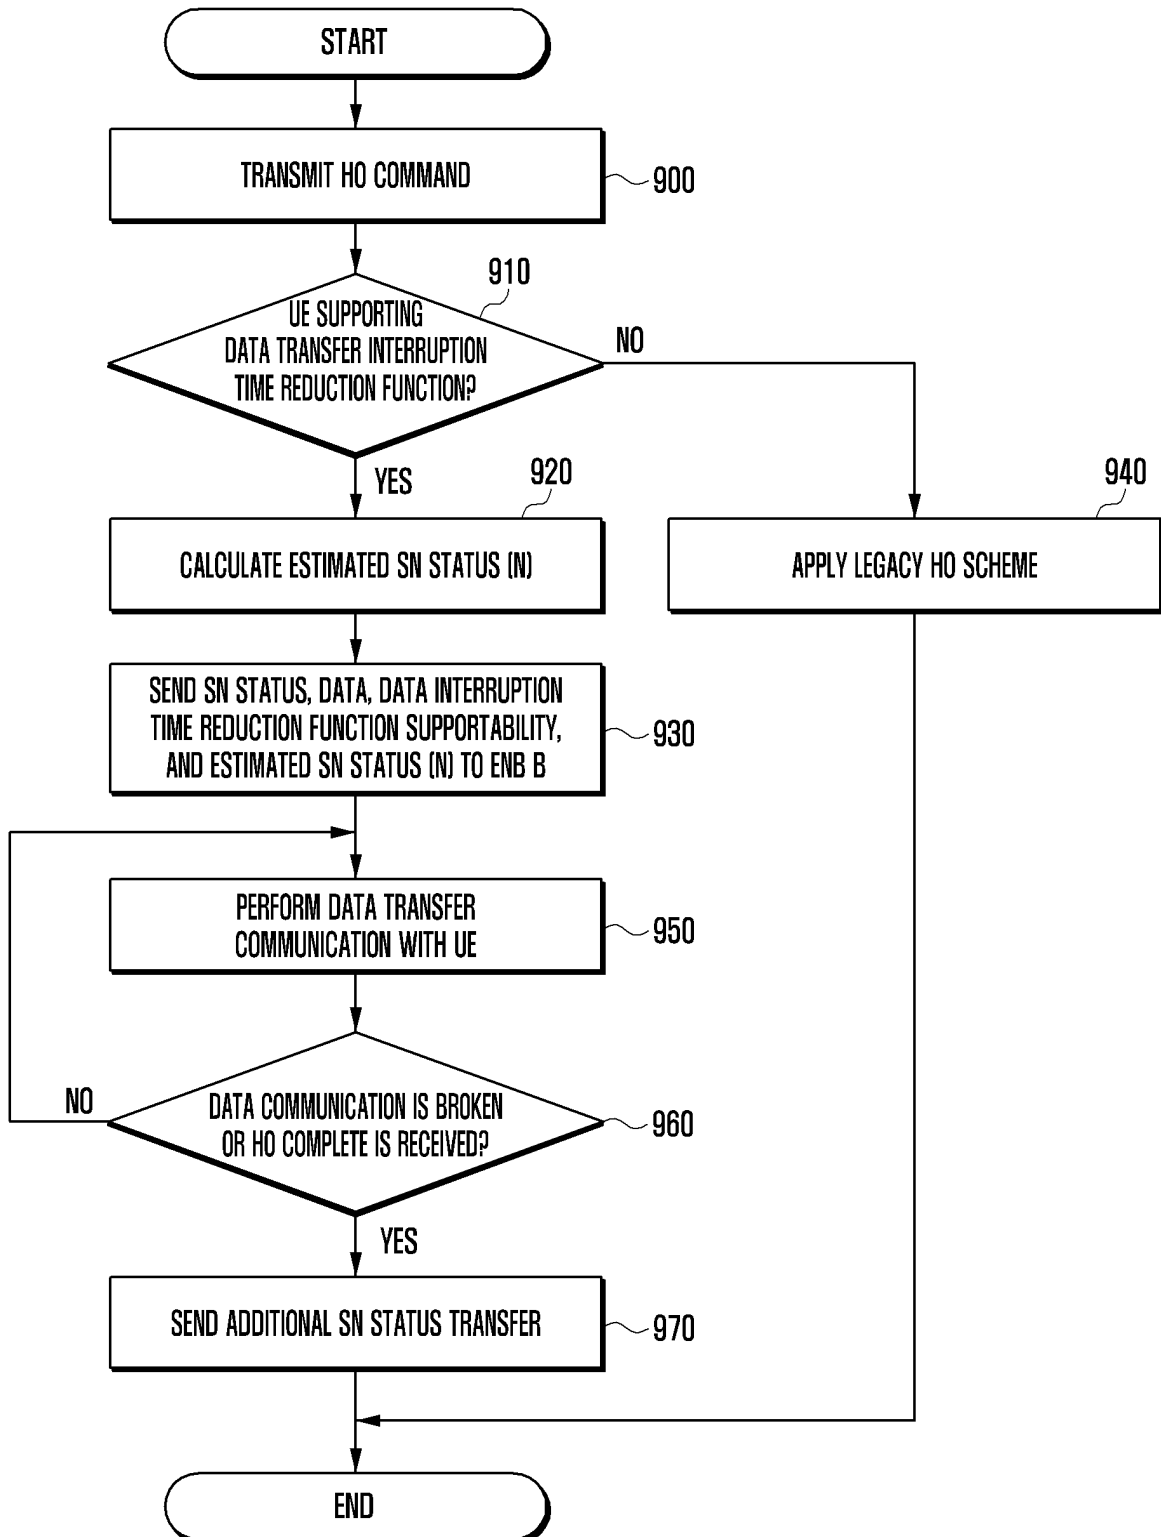 START
TRANSMIT HO COMMAND
900
910
UE SUPPORTING
DATA TRANSFER INTERRUPTION
TIME REDUCTION FUNCTION?
NO
YES
920
940
CALCULATE ESTIMATED SN STATUS (N)
APPLY LEGACY HO SCHEME
SEND SN STATUS, DATA, DATA INTERRUPTION
TIME REDUCTION FUNCTION SUPPORTABILITY,
AND ESTIMATED SN STATUS (N) TO ENB B
930
PERFORM DATA TRANSFER
COMMUNICATION WITH UE
950
NO
DATA COMMUNICATION IS BROKEN
OR HO COMPLETE IS RECEIVED?
960
YES
SEND ADDITIONAL SN STATUS TRANSFER
970
END